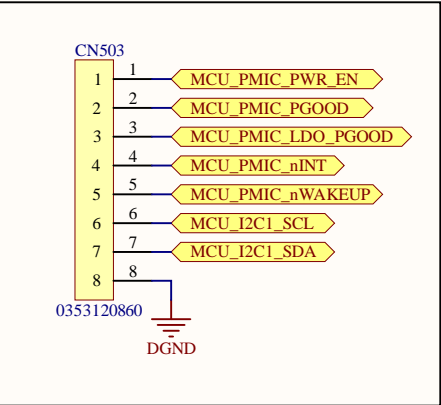 CN503
1 1 MCU_PMIC_PWR_EN
2 2 MCU_PMIC_PGOOD
3 3 MCU_PMIC_LDO_PGOOD
4 4 MCU_PMIC_nINT
5 5 MCU_PMIC_nWAKEUP
6 6 MCU_I2C1_SCL
7 7 MCU_I2C1_SDA
8 8
0353120860
DGND